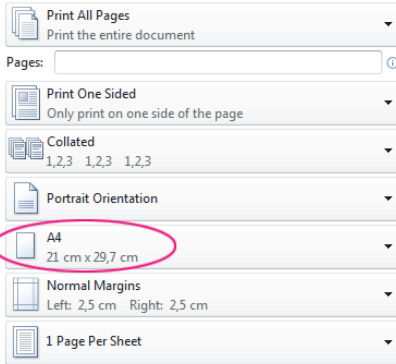 Print All Pages
Print the entire document
Pages:
Print One Sided
Only print on one side of the page
Collated
1,2,3 1,2,3 1,2,3
Portrait Orientation
A4
21 cm x 29,7 cm
Normal Margins
Left: 2,5 cm Right: 2,5 cm
1 Page Per Sheet